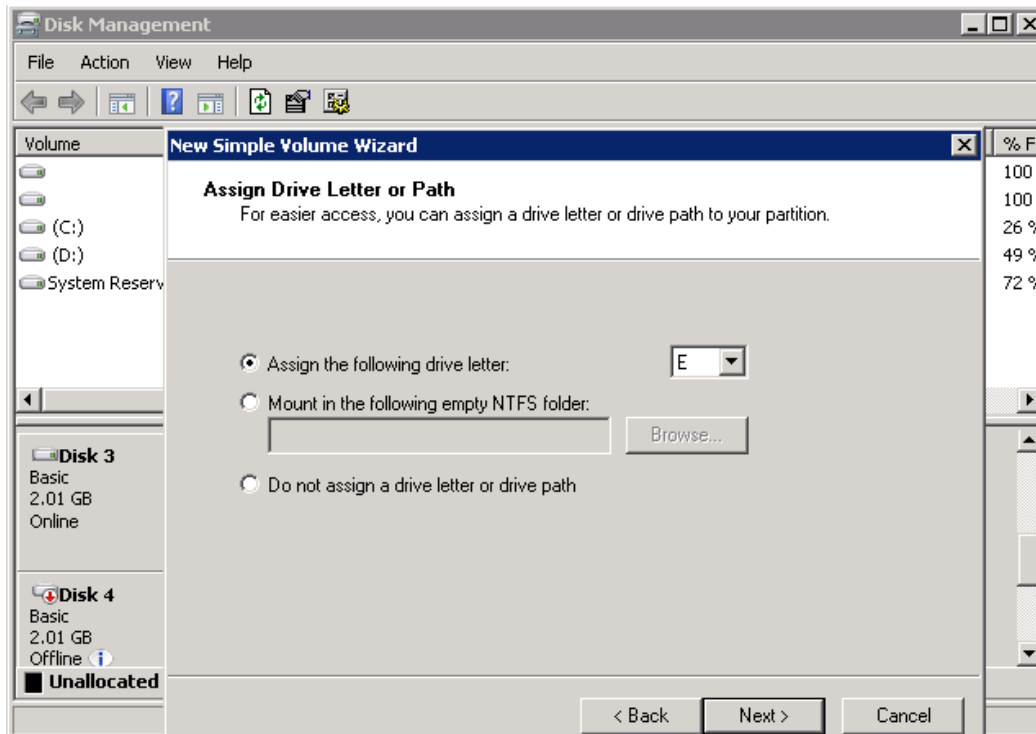 Disk Management
File Action View Help
Volume
% F
100
100
(C:)
26 %
(D:)
49 %
System Reserv
72 %
New Simple Volume Wizard
Assign Drive Letter or Path
For easier access, you can assign a drive letter or drive path to your partition.
Assign the following drive letter:
E
Mount in the following empty NTFS folder:
Browse...
Do not assign a drive letter or drive path
Disk 3
Basic
2.01 GB
Online
Disk 4
Basic
2.01 GB
Offline
Unallocated
< Back
Next >
Cancel